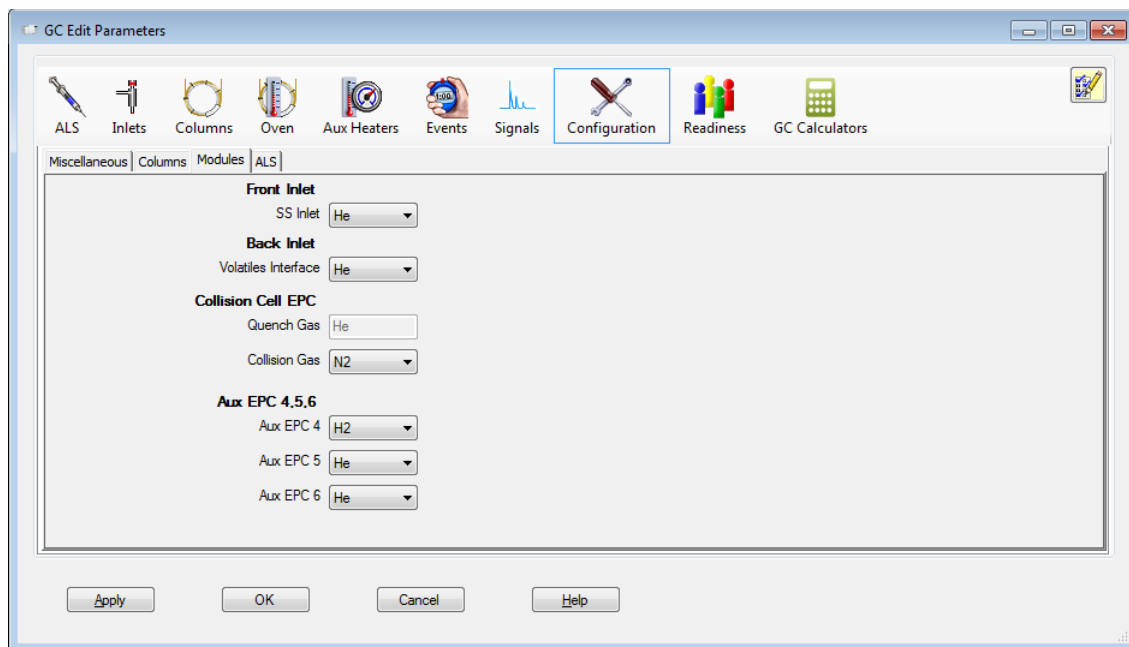 GC Edit Parameters
ALS Inlets Columns Oven Aux Heaters Events Signals Configuration Readiness GC Calculators
Miscellaneous Columns Modules ALS
Front Inlet
SS Inlet He
Back Inlet
Volatiles Interface He
Collision Cell EPC
Quench Gas He
Collision Gas N2
Aux EPC 4,5,6
Aux EPC 4 H2
Aux EPC 5 He
Aux EPC 6 He
Apply OK Cancel Help